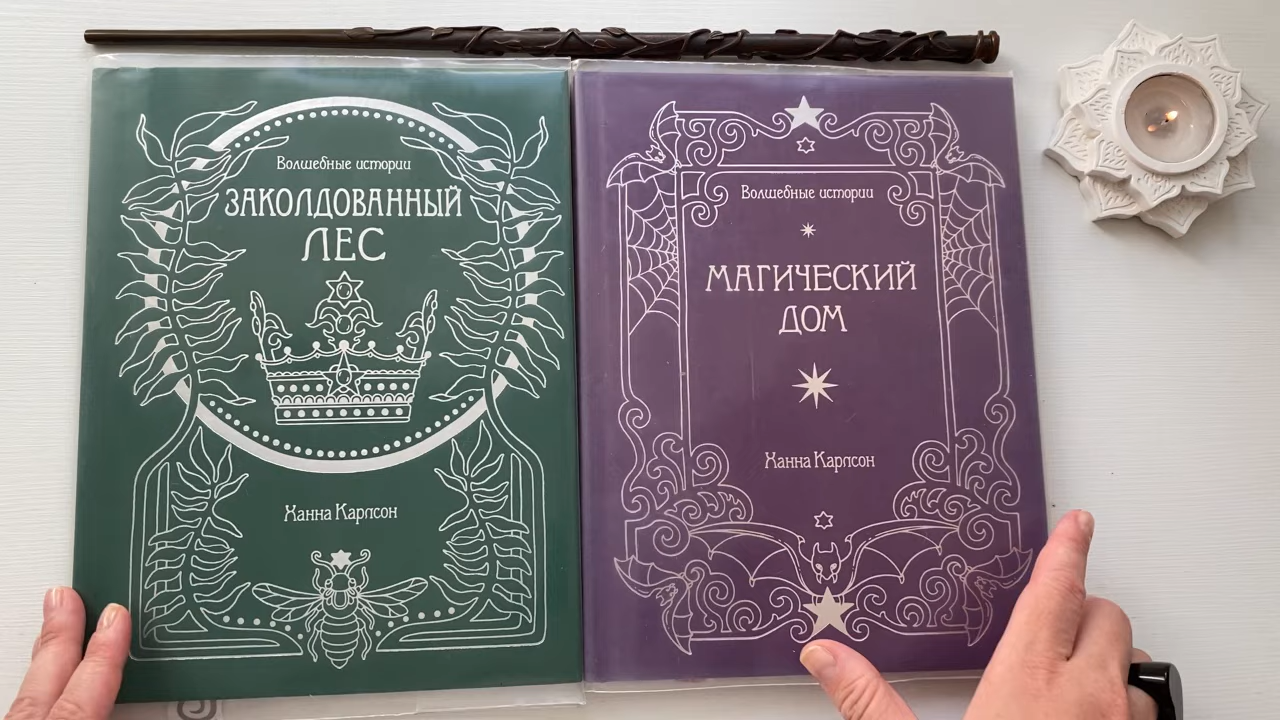 Волшебные истории
ЗАКОЛДОВАННЫЙ
ЛЕС
Ханна Карлсон
Волшебные истории
МАГИЧЕСКИЙ
ДОМ
Ханна Карлсон